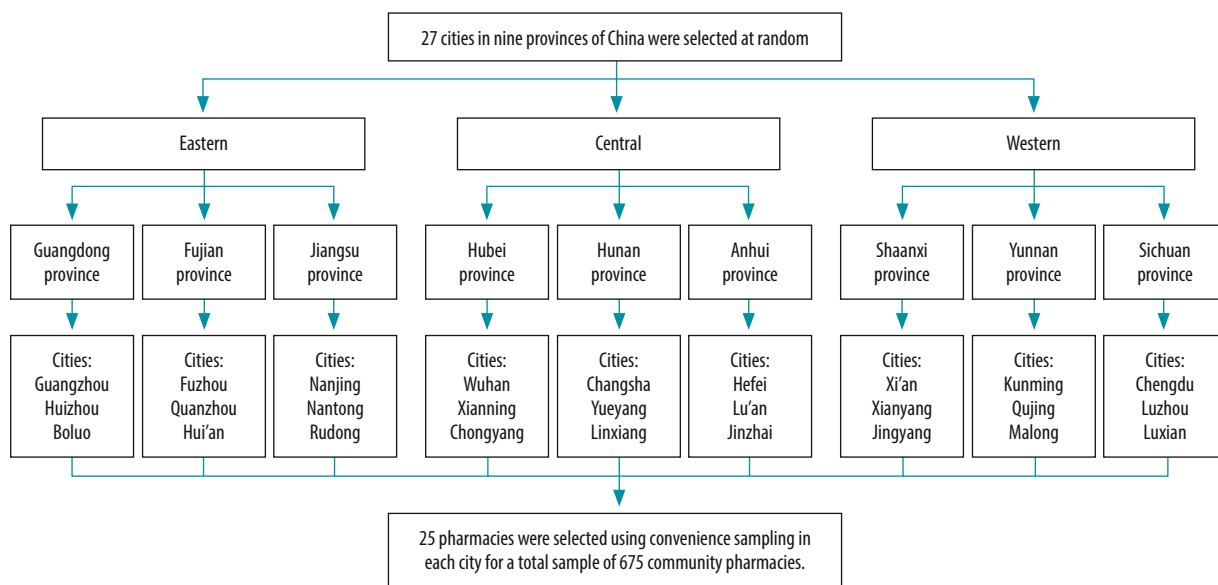 27 cities in nine provinces of China were selected at random
Eastern
Central
Western
Guangdong
province
Fujian
province
Jiangsu
province
Hubei
province
Hunan
province
Anhui
province
Shaanxi
province
Yunnan
province
Sichuan
province
Cities:
Guangzhou
Huizhou
Boluo
Cities:
Fuzhou
Quanzhou
Hui'an
Cities:
Nanjing
Nantong
Rudong
Cities:
Wuhan
Xianning
Chongyang
Cities:
Changsha
Yueyang
Linxiang
Cities:
Hefei
Lu'an
Jinzhai
Cities:
Xi'an
Xianyang
Jingyang
Cities:
Kunming
Qujing
Malong
Cities:
Chengdu
Luzhou
Luxian
25 pharmacies were selected using convenience sampling in
each city for a total sample of 675 community pharmacies.